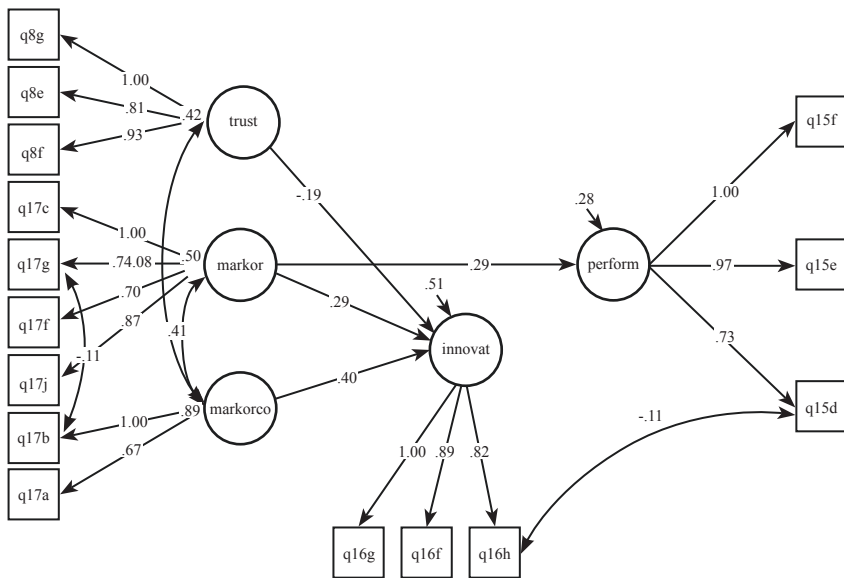 q8g
1.00
q8e
.81
.42
trust
q8f
.93
q15f
q17c
-.19
1.00
.28
1.00
.50
q17g
.74
.08
markor
.29
perform
.97
q15e
q17f
.70
.29
.51
.87
.41
.73
-.11
q17j
innovat
.40
q17b
1.00
.89
markorco
q15d
-.11
q17a
.67
1.00
.89
.82
q16g
q16f
q16h